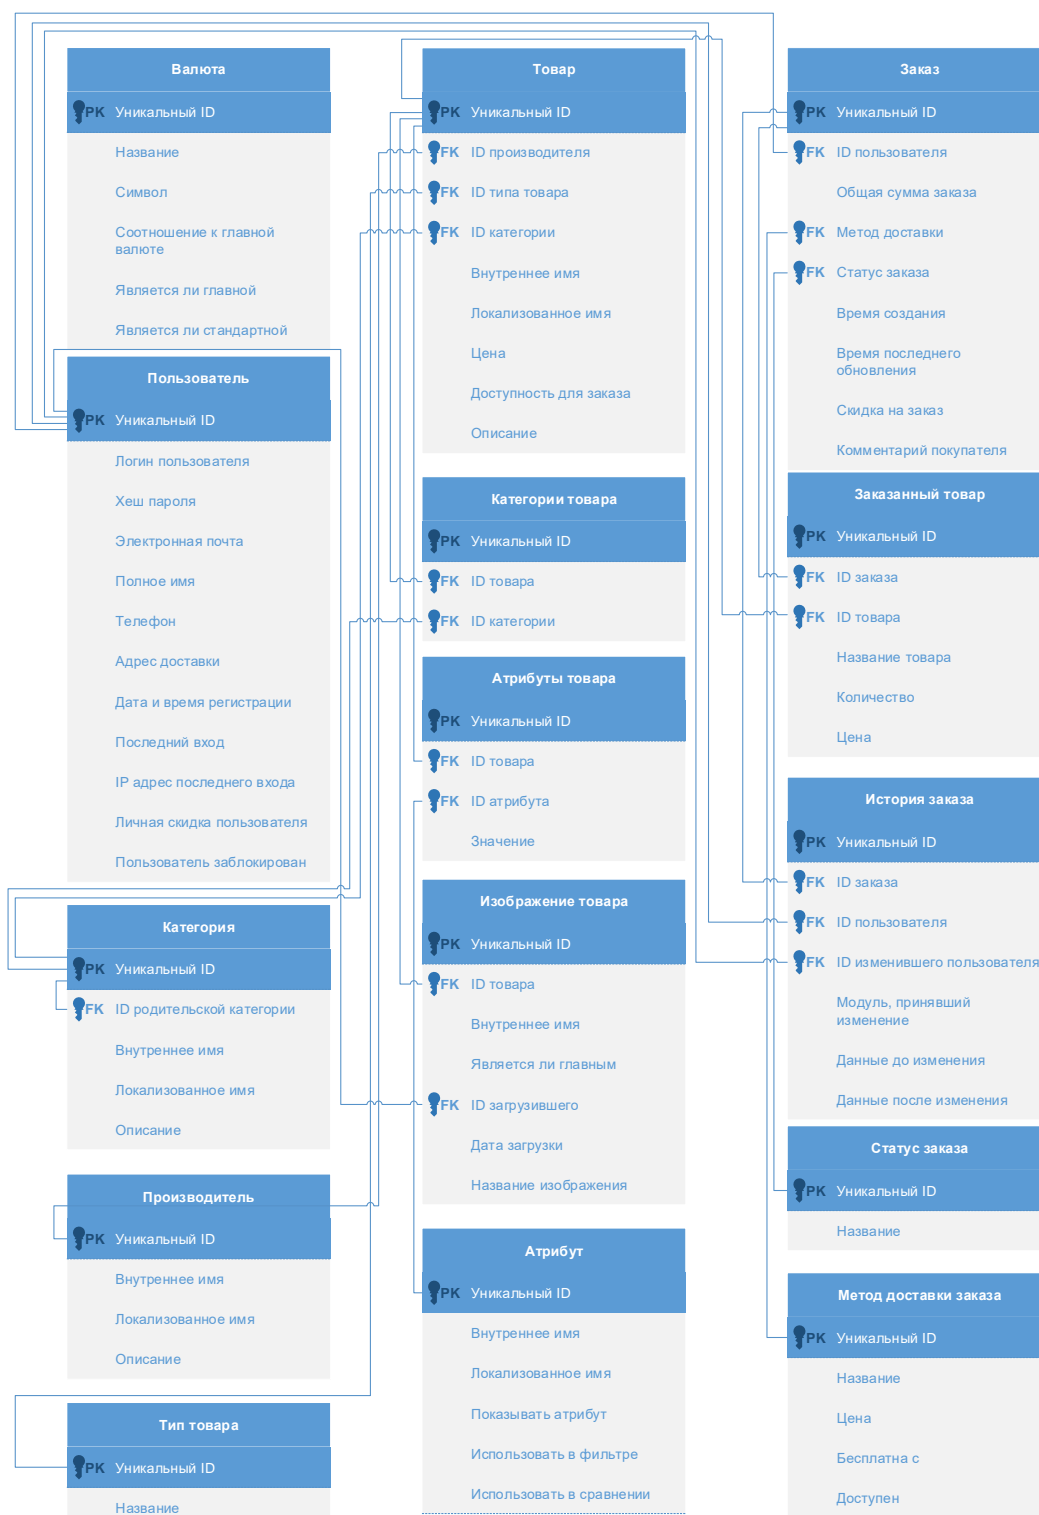 Валюта
PK Уникальный ID
Название
Символ
Соотношение к главной
валюте
Является ли главной
Является ли стандартной
Пользователь
PK Уникальный ID
Логин пользователя
Хеш пароля
Электронная почта
Полное имя
Телефон
Адрес доставки
Дата и время регистрации
Последний вход
IP адрес последнего входа
Личная скидка пользователя
Пользователь заблокирован
Категория
PK Уникальный ID
FK ID родительской категории
Внутреннее имя
Локализованное имя
Описание
Производитель
PK Уникальный ID
Внутреннее имя
Локализованное имя
Описание
Тип товара
PK Уникальный ID
Название
Товар
PK Уникальный ID
FK ID производителя
FK ID типа товара
FK ID категории
Внутреннее имя
Локализованное имя
Цена
Доступность для заказа
Описание
Категории товара
PK Уникальный ID
FK ID товара
FK ID категории
Атрибуты товара
PK Уникальный ID
FK ID товара
FK ID атрибута
Значение
Изображение товара
PK Уникальный ID
FK ID товара
Внутреннее имя
Является ли главным
FK ID загрузившего
Дата загрузки
Название изображения
Атрибут
PK Уникальный ID
Внутреннее имя
Локализованное имя
Показывать атрибут
Использовать в фильтре
Использовать в сравнении
Заказ
PK Уникальный ID
FK ID пользователя
Общая сумма заказа
FK Метод доставки
FK Статус заказа
Время создания
Время последнего
обновления
Скидка на заказ
Комментарий покупателя
Заказанный товар
PK Уникальный ID
FK ID заказа
FK ID товара
Название товара
Количество
Цена
История заказа
PK Уникальный ID
FK ID заказа
FK ID пользователя
FK ID изменившего пользователя
Модуль, принявший
изменение
Данные до изменения
Данные после изменения
Статус заказа
PK Уникальный ID
Название
Метод доставки заказа
PK Уникальный ID
Название
Цена
Бесплатна с
Доступен